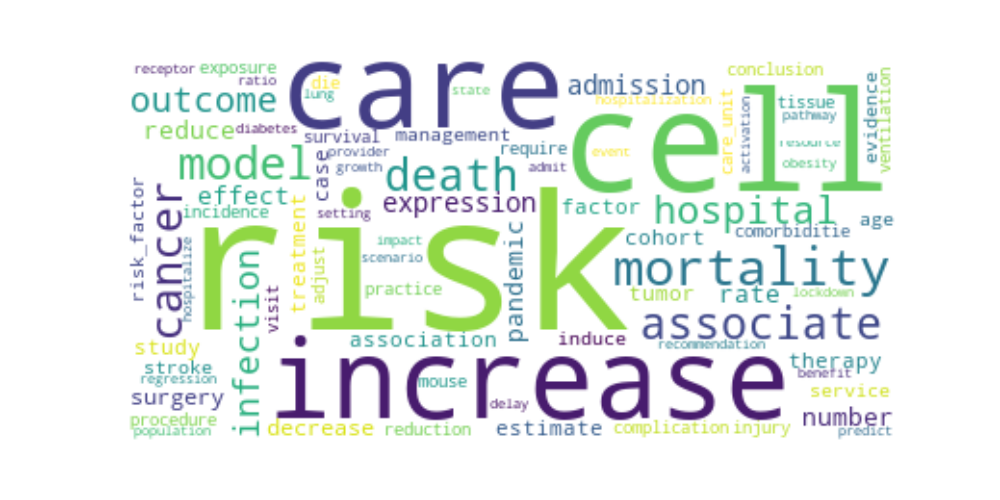 receptor
exposure
ratio
die
lung
care
state
admission
hospitalization
conclusion
outcome
cell
care_unit
activation
tissue
pathway
resource
obesity
evidence
ventilation
reduce
diabetes
survival
management
require
provider
growth
admit
event
model
case
death
effect
expression
factor
hospital
age
setting
incidence
risk_factor
cancer
hospitalize
treatment
adjust
risk
impact
scenario
practice
pandemic
cohort
comorbiditie
mortality
tumor
rate
lockdown
infection
visit
association
induce
associate
recommendation
study
stroke
regression
surgery
procedure
population
increase
mouse
delay
therapy
benefit
service
number
predict
decrease
reduction
estimate
complication
injury